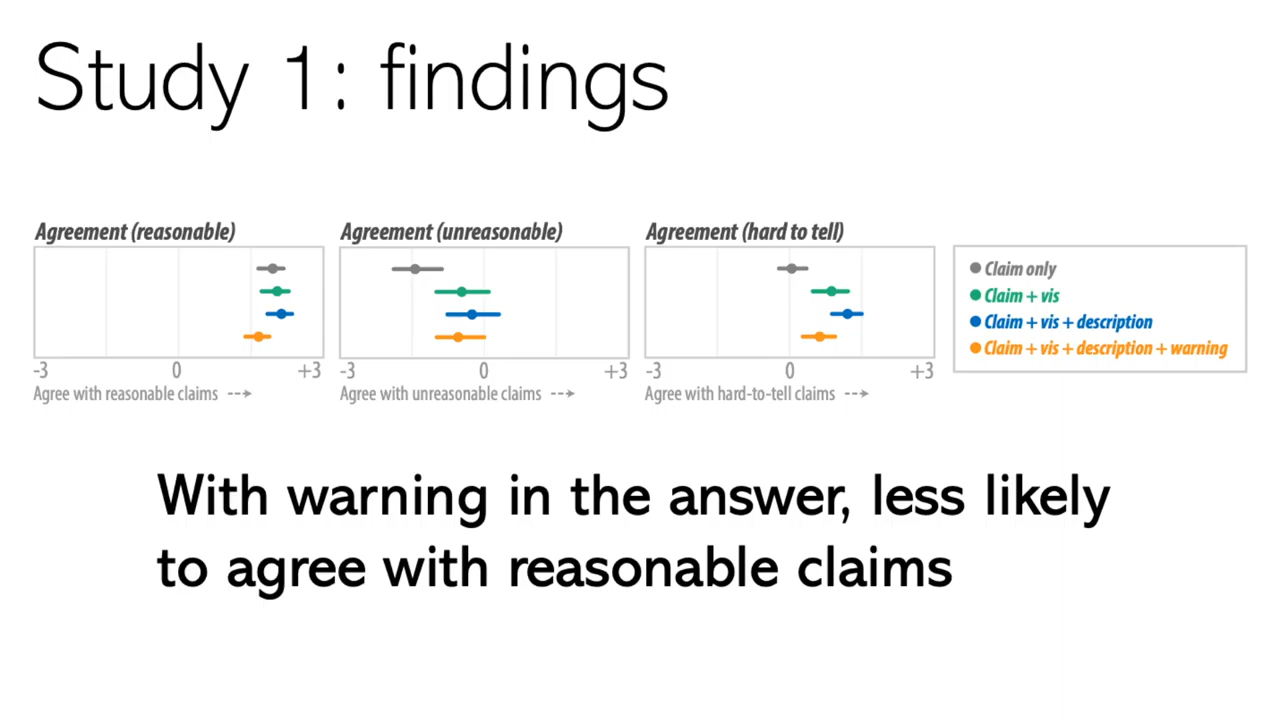 Study 1: findings
Agreement (reasonable)
-3 0 +3
Agree with reasonable claims -->
Agreement (unreasonable)
-3 0 +3
Agree with unreasonable claims -->
Agreement (hard to tell)
-3 0 +3
Agree with hard-to-tell claims -->
Claim only
Claim + vis
Claim + vis + description
Claim + vis + description + warning
With warning in the answer, less likely
to agree with reasonable claims